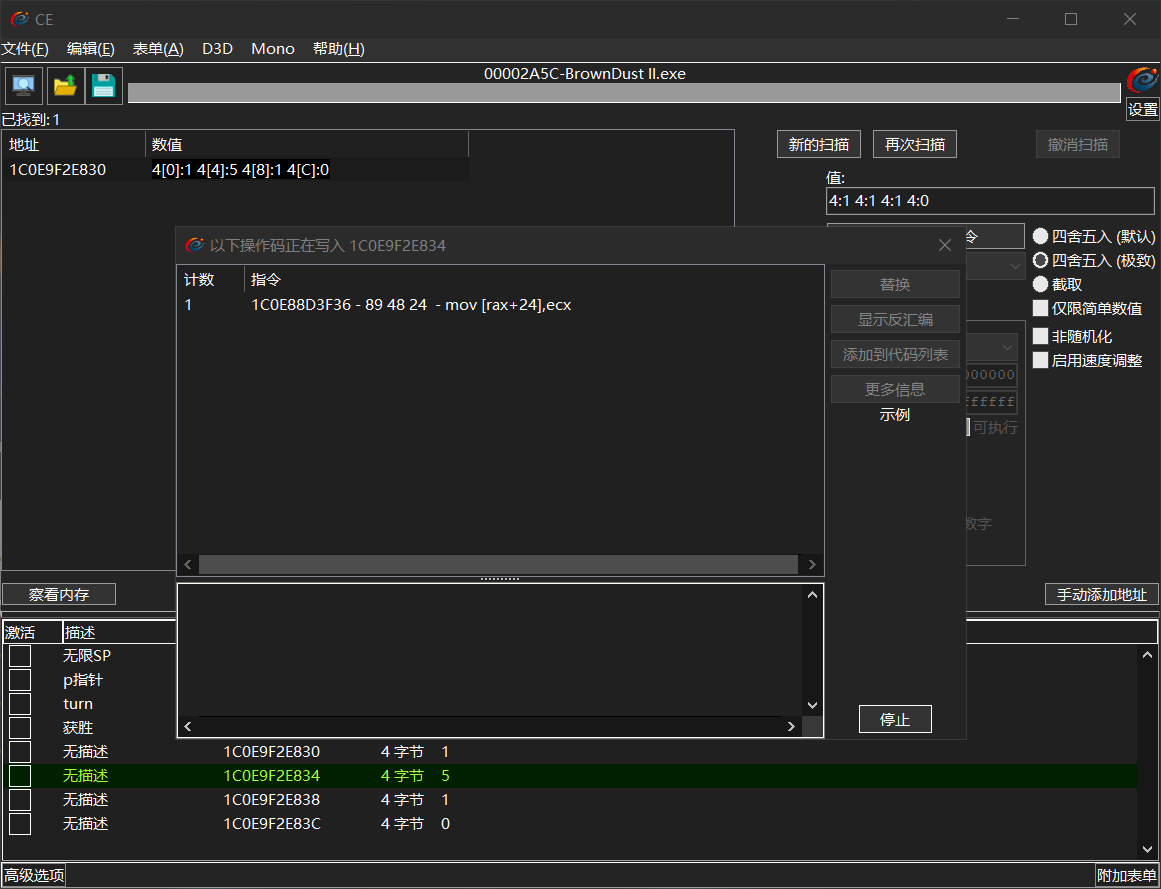 CE
文件(F) 编辑(E) 表单(A) D3D Mono 帮助(H)
00002A5C-BrownDust II.exe
设置
已找到: 1
地址 数值
1C0E9F2E830 4[0]:1 4[4]:5 4[8]:1 4[C]:0
新的扫描 再次扫描 撤消扫描
值:
4:1 4:1 4:1 4:0
令
四舍五入 (默认)
四舍五入 (极致)
截取
仅限简单数值
非随机化
启用速度调整
000000
ffffff
可执行
数字
以下操作码正在写入 1C0E9F2E834
计数 指令
1 1C0E88D3F36 - 89 48 24 - mov [rax+24],ecx
替换
显示反汇编
添加到代码列表
更多信息
示例
停止
察看内存
手动添加地址
激活 描述
无限SP
p指针
turn
获胜
无描述 1C0E9F2E830 4 字节 1
无描述 1C0E9F2E834 4 字节 5
无描述 1C0E9F2E838 4 字节 1
无描述 1C0E9F2E83C 4 字节 0
高级选项 附加表单